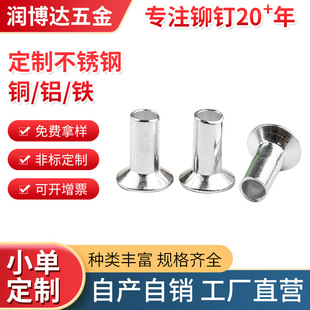 润博达五金
专注铆钉20+年
定制不锈钢
铜/铝/铁
免费拿样
非标定制
可开增票
小单
定制
种类丰富 规格齐全
自产自销 工厂直营